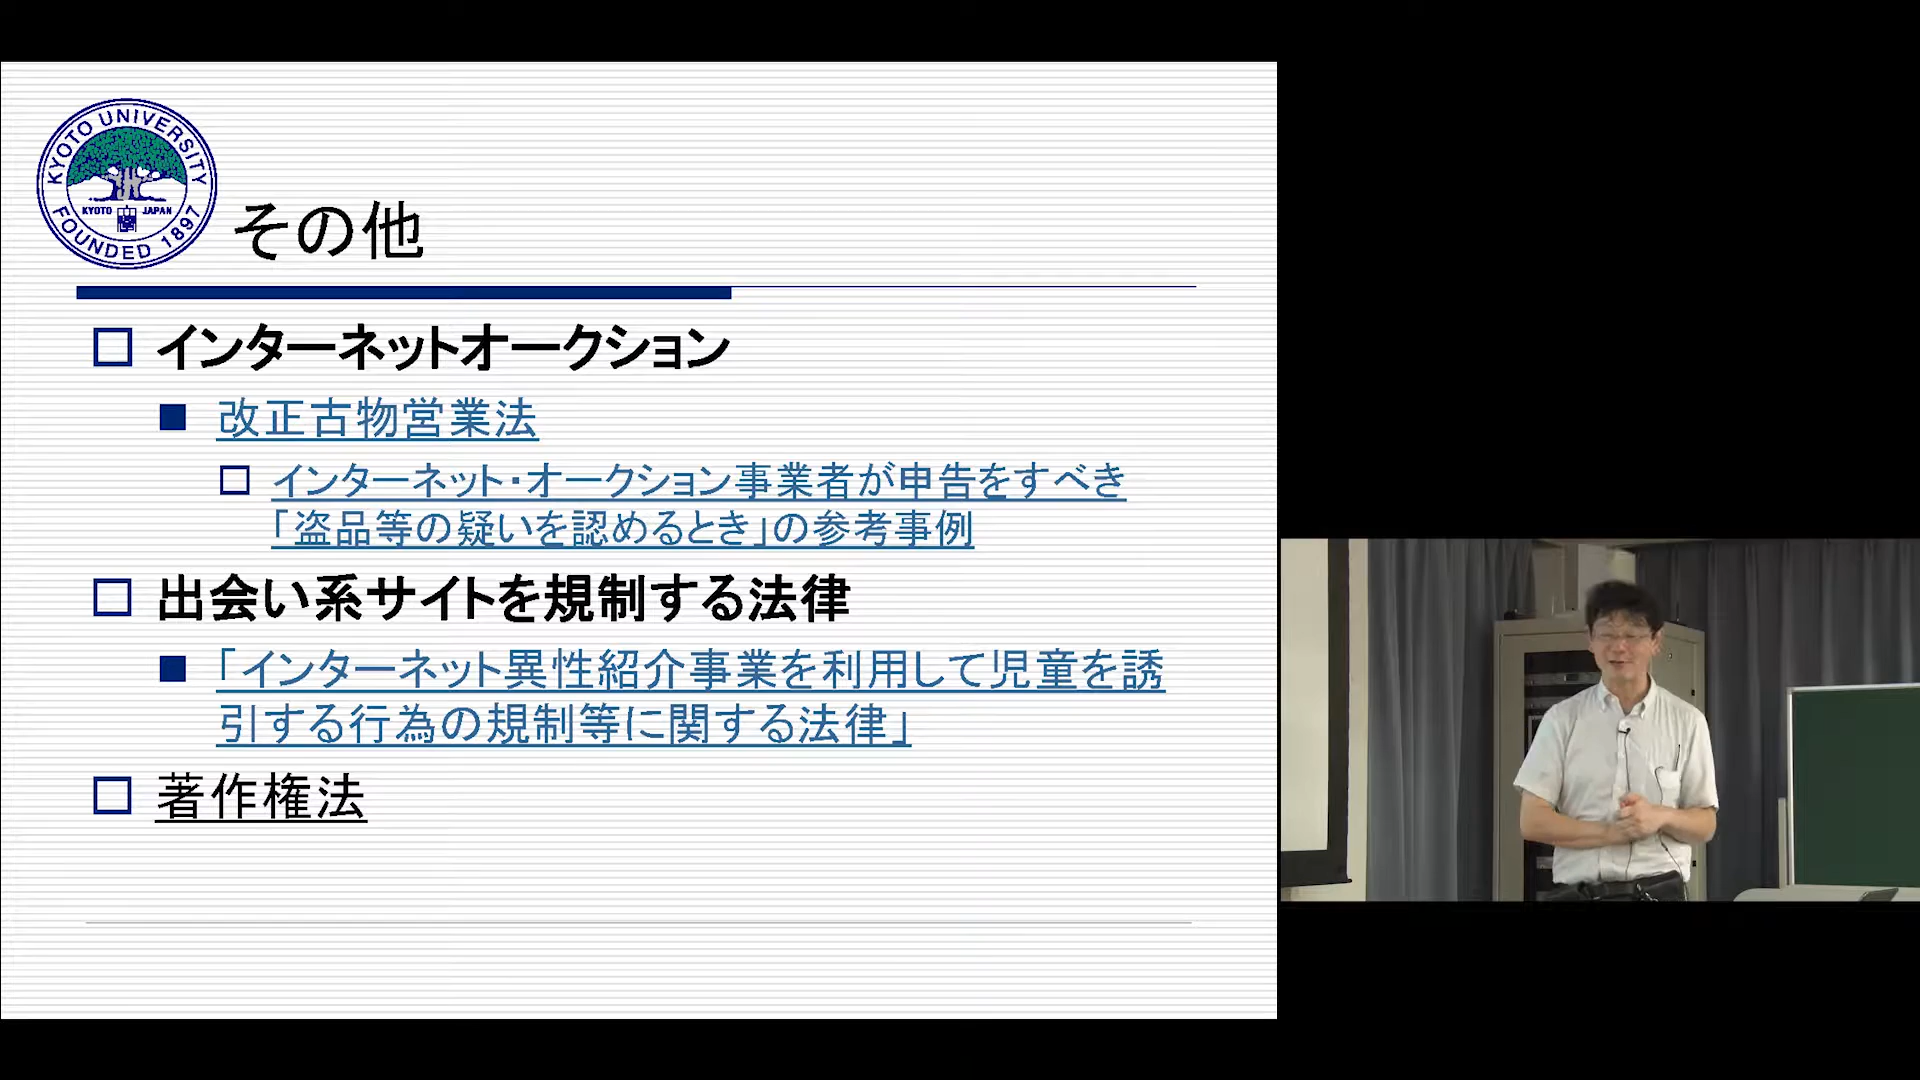 KYOTO UNIVERSITY
KYOTO JAPAN
FOUNDED 1897
その他
インターネットオークション
改正古物営業法
インターネット・オークション事業者が申告をすべき
「盗品等の疑いを認めるとき」の参考事例
出会い系サイトを規制する法律
「インターネット異性紹介事業を利用して児童を誘
引する行為の規制等に関する法律」
著作権法